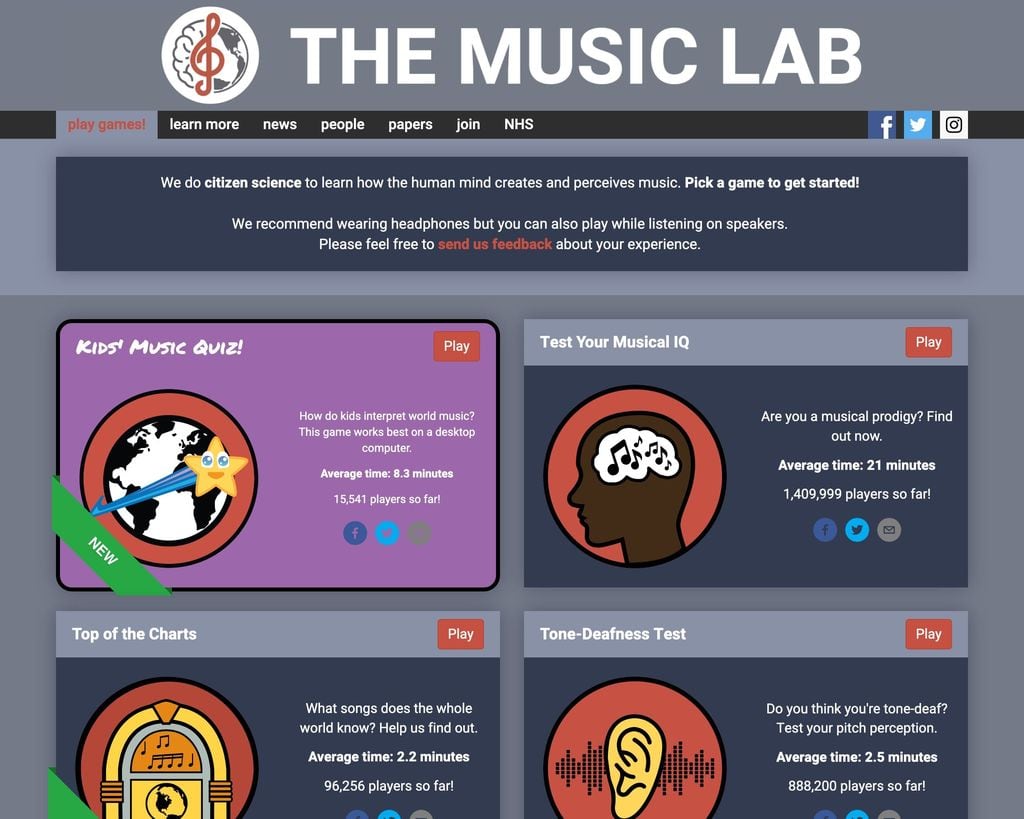 THE MUSIC LAB
play games! learn more news people papers join NHS
We do citizen science to learn how the human mind creates and perceives music. Pick a game to get started!
We recommend wearing headphones but you can also play while listening on speakers.
Please feel free to send us feedback about your experience.
Kids' Music Quiz!
Play
How do kids interpret world music?
This game works best on a desktop
computer.
Average time: 8.3 minutes
15,541 players so far!
NEW
Test Your Musical IQ
Play
Are you a musical prodigy? Find
out now.
Average time: 21 minutes
1,409,999 players so far!
Top of the Charts
Play
What songs does the whole
world know? Help us find out.
Average time: 2.2 minutes
96,256 players so far!
Tone-Deafness Test
Play
Do you think you're tone-deaf?
Test your pitch perception.
Average time: 2.5 minutes
888,200 players so far!